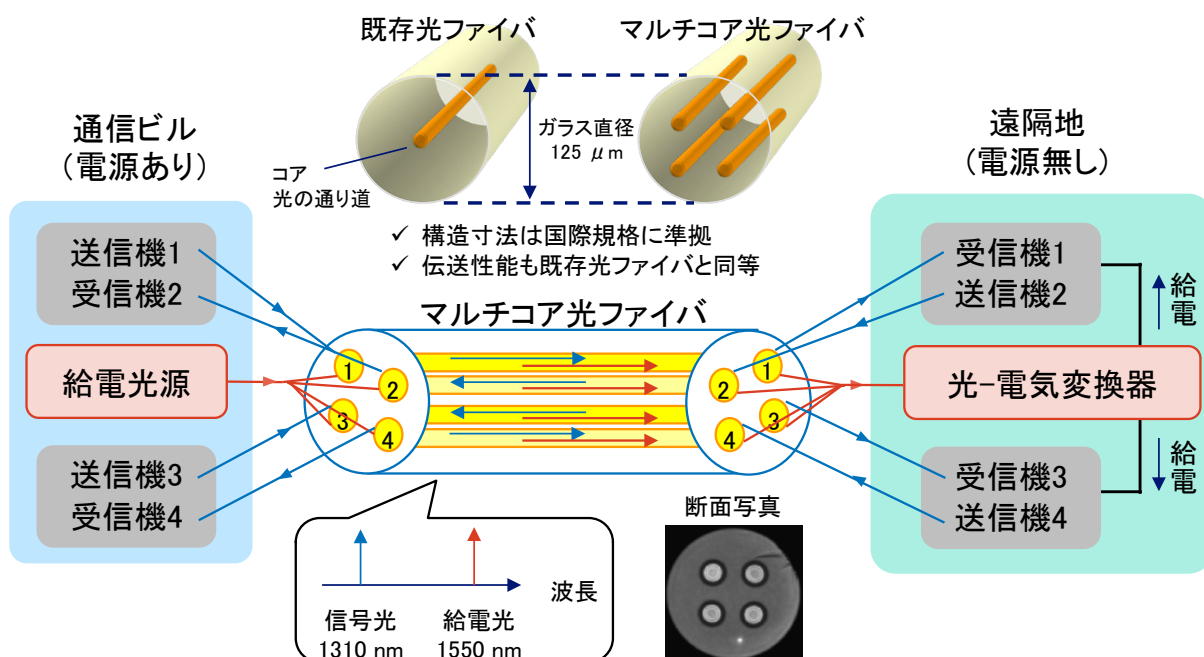 既存光ファイバ
マルチコア光ファイバ
ガラス直径
125 μm
コア
光の通り道
✓ 構造寸法は国際規格に準拠
✓ 伝送性能も既存光ファイバと同等
通信ビル
(電源あり)
送信機1
受信機2
給電光源
送信機3
受信機4
マルチコア光ファイバ
1
2
3
4
1
2
3
4
遠隔地
(電源無し)
受信機1
送信機2
給電
光-電気変換器
給電
受信機3
送信機4
波長
信号光
1310 nm
給電光
1550 nm
断面写真